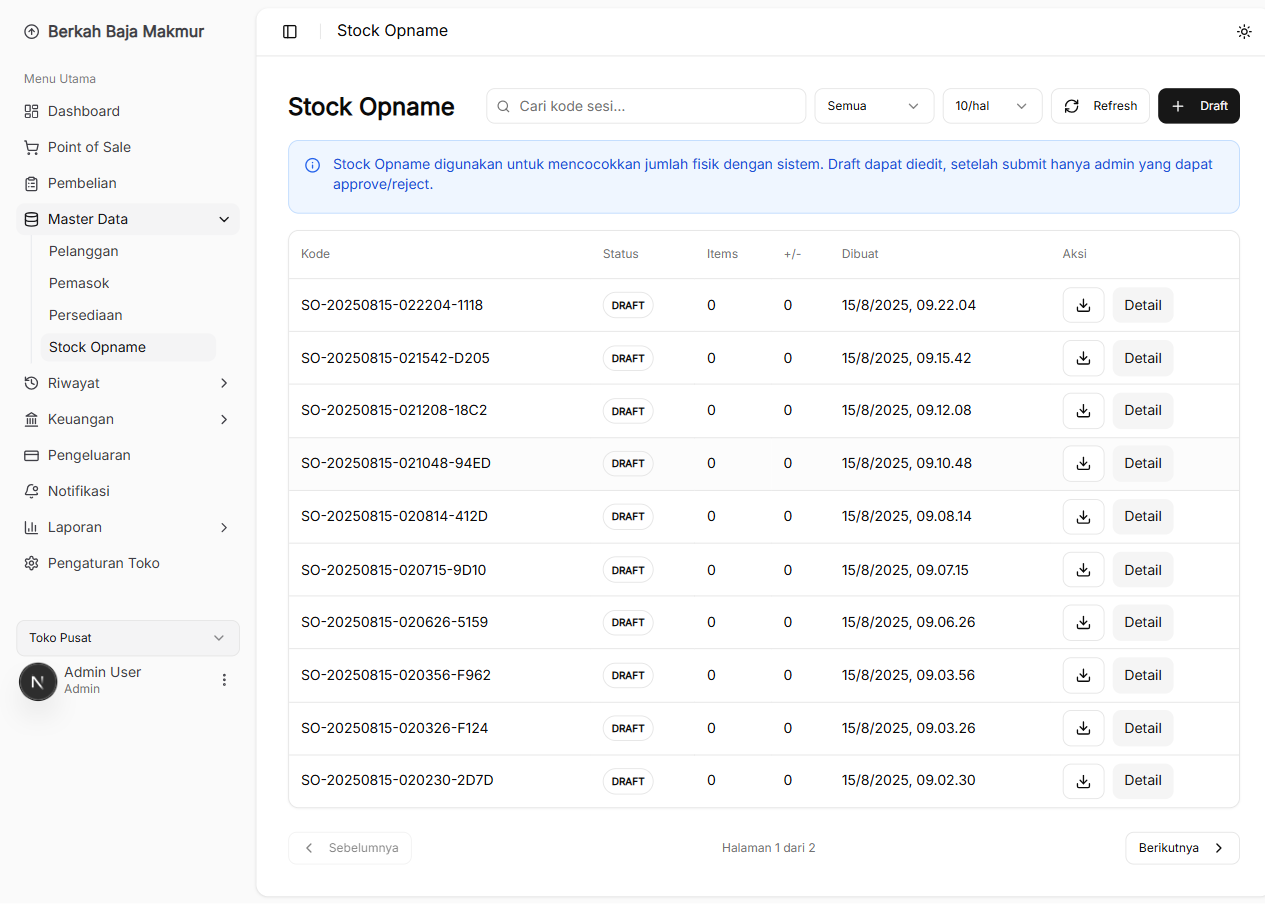 Berkah Baja Makmur
Menu Utama
Dashboard
Point of Sale
Pembelian
Master Data
Pelanggan
Pemasok
Persediaan
Stock Opname
Riwayat
Keuangan
Pengeluaran
Notifikasi
Laporan
Pengaturan Toko
Toko Pusat
N
Admin User
Admin
Stock Opname
Stock Opname
Cari kode sesi...
Semua
10/hal
Refresh
+ Draft
Stock Opname digunakan untuk mencocokkan jumlah fisik dengan sistem. Draft dapat diedit, setelah submit hanya admin yang dapat
approve/reject.
Kode Status Items +/- Dibuat Aksi
SO-20250815-022204-1118 DRAFT 0 0 15/8/2025, 09.22.04 Detail
SO-20250815-021542-D205 DRAFT 0 0 15/8/2025, 09.15.42 Detail
SO-20250815-021208-18C2 DRAFT 0 0 15/8/2025, 09.12.08 Detail
SO-20250815-021048-94ED DRAFT 0 0 15/8/2025, 09.10.48 Detail
SO-20250815-020814-412D DRAFT 0 0 15/8/2025, 09.08.14 Detail
SO-20250815-020715-9D10 DRAFT 0 0 15/8/2025, 09.07.15 Detail
SO-20250815-020626-5159 DRAFT 0 0 15/8/2025, 09.06.26 Detail
SO-20250815-020356-F962 DRAFT 0 0 15/8/2025, 09.03.56 Detail
SO-20250815-020326-F124 DRAFT 0 0 15/8/2025, 09.03.26 Detail
SO-20250815-020230-2D7D DRAFT 0 0 15/8/2025, 09.02.30 Detail
Sebelumnya
Halaman 1 dari 2
Berikutnya